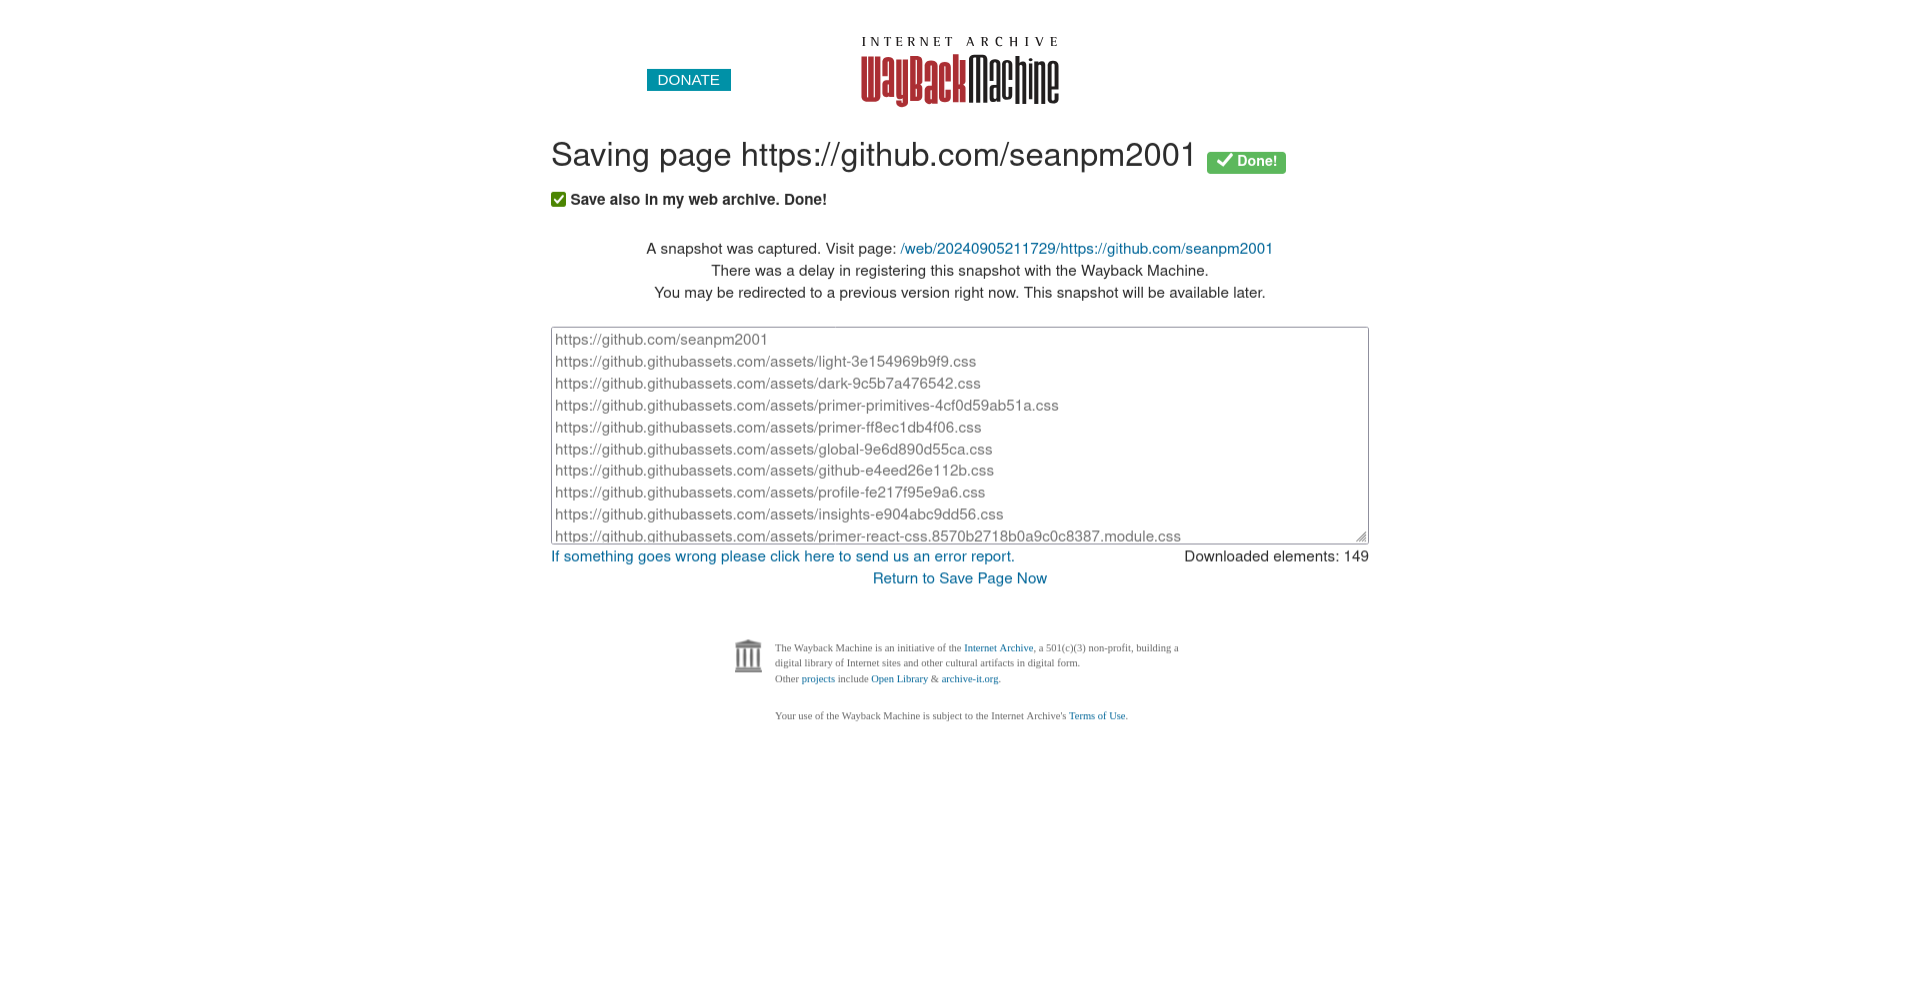 INTERNET ARCHIVE
WayBackMachine
DONATE
Saving page https://github.com/seanpm2001 Done!
Save also in my web archive. Done!
A snapshot was captured. Visit page: /web/20240905211729/https://github.com/seanpm2001
There was a delay in registering this snapshot with the Wayback Machine.
You may be redirected to a previous version right now. This snapshot will be available later.
https://github.com/seanpm2001
https://github.githubassets.com/assets/light-3e154969b9f9.css
https://github.githubassets.com/assets/dark-9c5b7a476542.css
https://github.githubassets.com/assets/primer-primitives-4cf0d59ab51a.css
https://github.githubassets.com/assets/primer-ff8ec1db4f06.css
https://github.githubassets.com/assets/global-9e6d890d55ca.css
https://github.githubassets.com/assets/github-e4eed26e112b.css
https://github.githubassets.com/assets/profile-fe217f95e9a6.css
https://github.githubassets.com/assets/insights-e904abc9dd56.css
https://github.githubassets.com/assets/primer-react-css.8570b2718b0a9c0c8387.module.css
If something goes wrong please click here to send us an error report. Downloaded elements: 149
Return to Save Page Now
The Wayback Machine is an initiative of the Internet Archive, a 501(c)(3) non-profit, building a
digital library of Internet sites and other cultural artifacts in digital form.
Other projects include Open Library & archive-it.org.
Your use of the Wayback Machine is subject to the Internet Archive's Terms of Use.